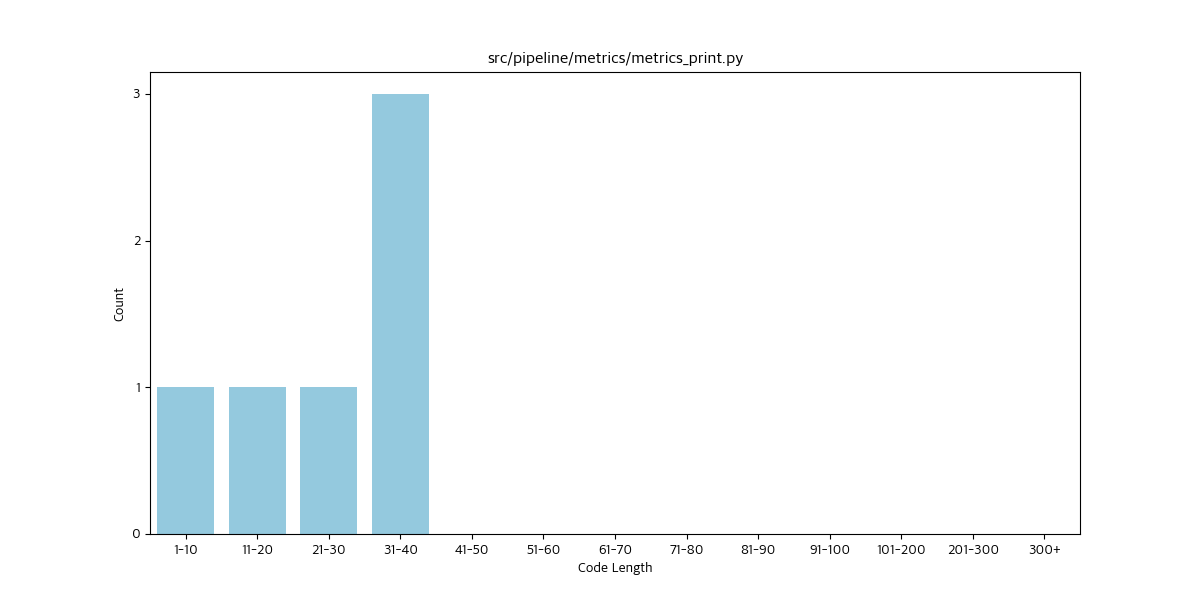 src/pipeline/metrics/metrics_print.py
3
2
1
0
Count
1-10 11-20 21-30 31-40 41-50 51-60 61-70 71-80 81-90 91-100 101-200 201-300 300+
Code Length